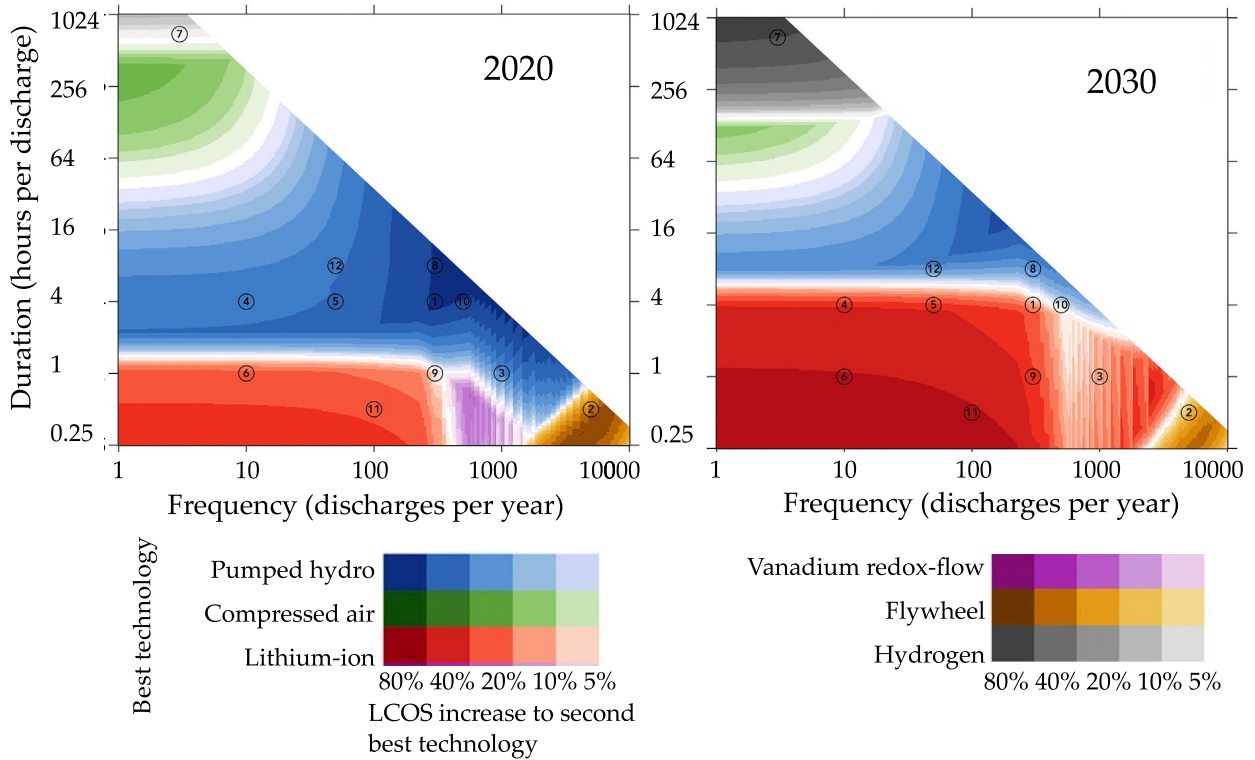 2020
Duration (hours per discharge)
1024
256
64
16
4
1
0.25
7
12
8
4
5
1
10
6
9
3
11
2
1 10 100 1000 10000
Frequency (discharges per year)
2030
1024
256
64
16
4
1
0.25
7
12
8
4
5
1
10
6
9
3
11
2
1 10 100 1000 10000
Frequency (discharges per year)
Best technology
Pumped hydro
Compressed air
Lithium-ion
80% 40% 20% 10% 5%
LCOS increase to second
best technology
Vanadium redox-flow
Flywheel
Hydrogen
80% 40% 20% 10% 5%